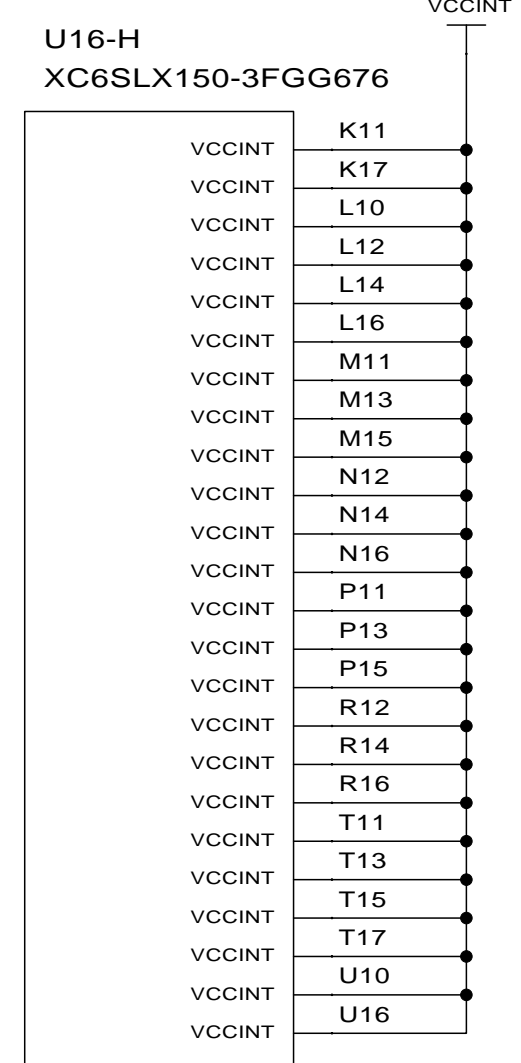 VCCINT
U16-H
XC6SLX150-3FGG676
VCCINT K11
VCCINT K17
VCCINT L10
VCCINT L12
VCCINT L14
VCCINT L16
VCCINT M11
VCCINT M13
VCCINT M15
VCCINT N12
VCCINT N14
VCCINT N16
VCCINT P11
VCCINT P13
VCCINT P15
VCCINT R12
VCCINT R14
VCCINT R16
VCCINT T11
VCCINT T13
VCCINT T15
VCCINT T17
VCCINT U10
VCCINT U16